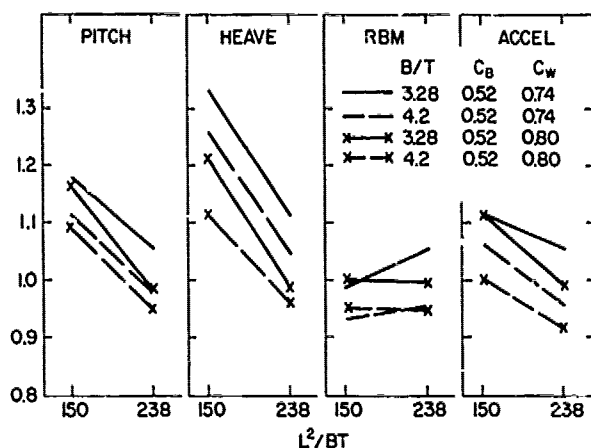 PITCH HEAVE RBM ACCEL
B/T C_B C_W
3.28 0.52 0.74
4.2 0.52 0.74
3.28 0.52 0.80
4.2 0.52 0.80
1.3
1.2
1.1
1.0
0.9
0.8
150 238 150 238 150 238 150 238
L²/BT